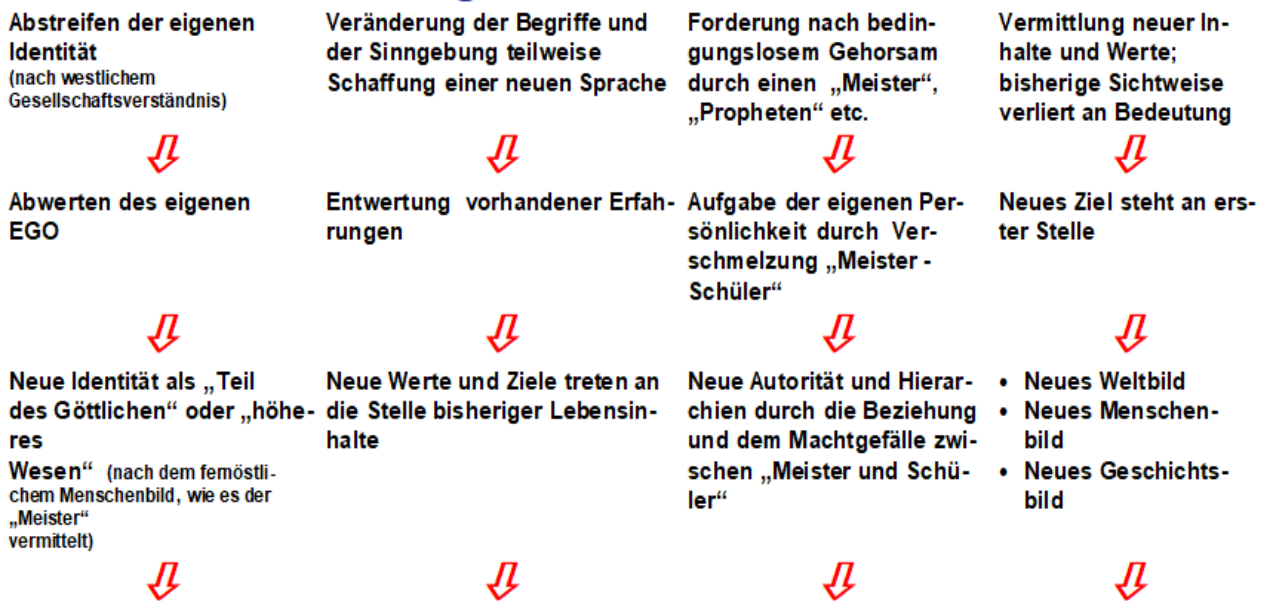 Abstreifen der eigenen
Identität
(nach westlichem
Gesellschaftsverständnis)
Veränderung der Begriffe und
der Sinngebung teilweise
Schaffung einer neuen Sprache
Forderung nach bedin-
gungslosem Gehorsam
durch einen „Meister“,
„Propheten“ etc.
Vermittlung neuer In-
halte und Werte;
bisherige Sichtweise
verliert an Bedeutung
Abwerten des eigenen
EGO
Entwertung vorhandener Erfah-
rungen
Aufgabe der eigenen Per-
sönlichkeit durch Ver-
schmelzung „Meister -
Schüler“
Neues Ziel steht an ers-
ter Stelle
Neue Identität als „Teil
des Göttlichen“ oder „höhe-
res
Wesen“ (nach dem fernöstli-
chem Menschenbild, wie es der
„Meister“
vermittelt)
Neue Werte und Ziele treten an
die Stelle bisheriger Lebensin-
halte
Neue Autorität und Hierar-
chien durch die Beziehung
und dem Machtgefälle zwi-
schen „Meister und Schü-
ler“
• Neues Weltbild
• Neues Menschen-
bild
• Neues Geschichts-
bild